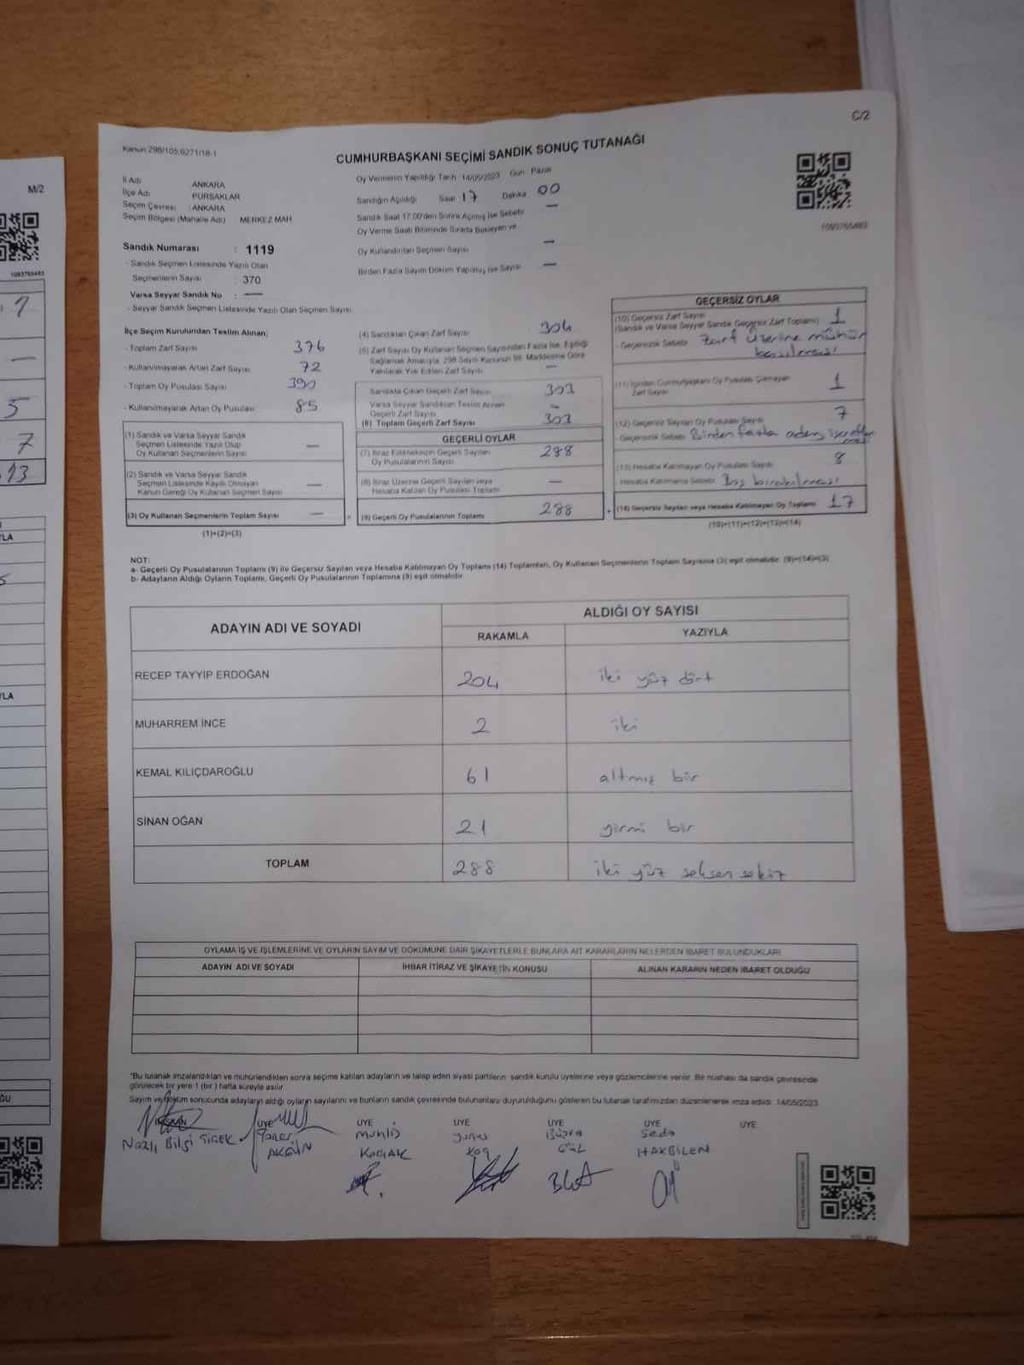 C/2
Kanun 298/105,6271/18-1
CUMHURBAŞKANI SEÇİMİ SANDIK SONUÇ TUTANAĞI
İl Adı ANKARA
İlçe Adı PURSAKLAR
Seçim Çevresi : ANKARA
Seçim Bölgesi (Mahalle Adı) MERKEZ MAH
Oy Vermenin Yapıldığı Tarih 14/05/2023 Gün Pazar
Sandığın Açıldığı Saat 17 Dakika 00
Sandık Saat 17.00'den Sonra Açılmış İse Sebebi —
Oy Verme Saati Bitiminde Sırada Bekleyen ve
Oy Kullandırılan Seçmen Sayısı —
Birden Fazla Sayım Döküm Yapılmış İse Sayısı —
Sandık Numarası : 1119
- Sandık Seçmen Listesinde Yazılı Olan
Seçmenlerin Sayısı : 370
Varsa Seyyar Sandık No : —
- Seyyar Sandık Seçmen Listesinde Yazılı Olan Seçmen Sayısı:
İlçe Seçim Kurulundan Teslim Alınan;
- Toplam Zarf Sayısı 376
- Kullanılmayarak Artan Zarf Sayısı 72
- Toplam Oy Pusulası Sayısı 390
- Kullanılmayarak Artan Oy Pusulası 85
(1) Sandık ve Varsa Seyyar Sandık
Seçmen Listesinde Yazılı Olup
Oy Kullanan Seçmenlerin Sayısı —
(2) Sandık ve Varsa Seyyar Sandık
Seçmen Listesinde Kayıtlı Olmayan
Kanun Gereği Oy Kullanan Seçmen Sayısı —
(3) Oy Kullanan Seçmenlerin Toplam Sayısı —
(1)+(2)=(3)
(4) Sandıktan Çıkan Zarf Sayısı 304
(5) Zarf Sayısı Oy Kullanan Seçmen Sayısından Fazla İse, Eşitliği
Sağlamak Amacıyla, 298 Sayılı Kanunun 98. Maddesine Göre
Yakılarak Yok Edilen Zarf Sayısı —
Sandıkta Çıkan Geçerli Zarf Sayısı 303
Varsa Seyyar Sandıktan Teslim Alınan
Geçerli Zarf Sayısı —
(6) Toplam Geçerli Zarf Sayısı 303
GEÇERLİ OYLAR
(7) İtiraz Edilmeksizin Geçerli Sayılan
Oy Pusulalarının Sayısı 288
(8) İtiraz Üzerine Geçerli Sayılan veya
Hesaba Katılan Oy Pusulaları Toplamı —
(9) Geçerli Oy Pusulalarının Toplamı 288
GEÇERSİZ OYLAR
(10) Geçersiz Zarf Sayısı 1
(Sandık ve Varsa Seyyar Sandık Geçersiz Zarf Toplamı)
- Geçersizlik Sebebi: Zarf üzerine mühür
basılması
(11) İçinden Cumhurbaşkanı Oy Pusulası Çıkmayan
Zarf Sayısı 1
(12) Geçersiz Sayılan Oy Pusulası Sayısı 7
- Geçersizlik Sebebi: Birden fazla aday işaretleme
(13) Hesaba Katılmayan Oy Pusulası Sayısı 8
Hesaba Katılmama Sebebi: Boş bırakılması
(14) Geçersiz Sayılan veya Hesaba Katılmayan Oy Toplamı 17
(10)+(11)+(12)+(13)=(14)
NOT:
a- Geçerli Oy Pusulalarının Toplamı (9) ile Geçersiz Sayılan veya Hesaba Katılmayan Oy Toplamı (14) Toplamları, Oy Kullanan Seçmenlerin Toplam Sayısına (3) eşit olmalıdır. (9)+(14)=(3)
b- Adayların Aldığı Oyların Toplamı, Geçerli Oy Pusulalarının Toplamına (9) eşit olmalıdır
ADAYIN ADI VE SOYADI
ALDIĞI OY SAYISI
RAKAMLA YAZIYLA
RECEP TAYYIP ERDOĞAN 204 iki yüz dört
MUHARREM İNCE 2 iki
KEMAL KILIÇDAROĞLU 61 altmış bir
SİNAN OĞAN 21 yirmi bir
TOPLAM 288 iki yüz seksen sekiz
OYLAMA İŞ VE İŞLEMLERİNE VE OYLARIN SAYIM VE DÖKÜMÜNE DAİR ŞİKAYETLERLE BUNLARA AİT KARARLARIN NELERDEN İBARET BULUNDUKLARI
ADAYIN ADI VE SOYADI İHBAR İTİRAZ VE ŞİKAYETİN KONUSU ALINAN KARARIN NEDEN İBARET OLDUĞU
*Bu tutanak imzalandıktan ve mühürlendikten sonra seçime katılan adayların ve talep eden siyasi partilerin sandık kurulu üyelerine veya gözlemcilerine verilir. Bir nüshası da sandık çevresinde
görülecek bir yere 1 (bir) hafta süreyle asılır
Sayım ve döküm sonucunda adayların aldığı oyların sayılarını ve bunların sandık çevresinde bulunanlara duyurulduğunu gösteren bu tutanak tarafımızdan düzenlenerek imza edildi. 14/05/2023
ÜYE ÜYE ÜYE ÜYE ÜYE ÜYE
Nazlı Bilgi
AKGÜN
Muhlis
Yunus
Koç
Büşra
Gül
Seda
HAKBİLEN
M/2
7
—
5
7
13